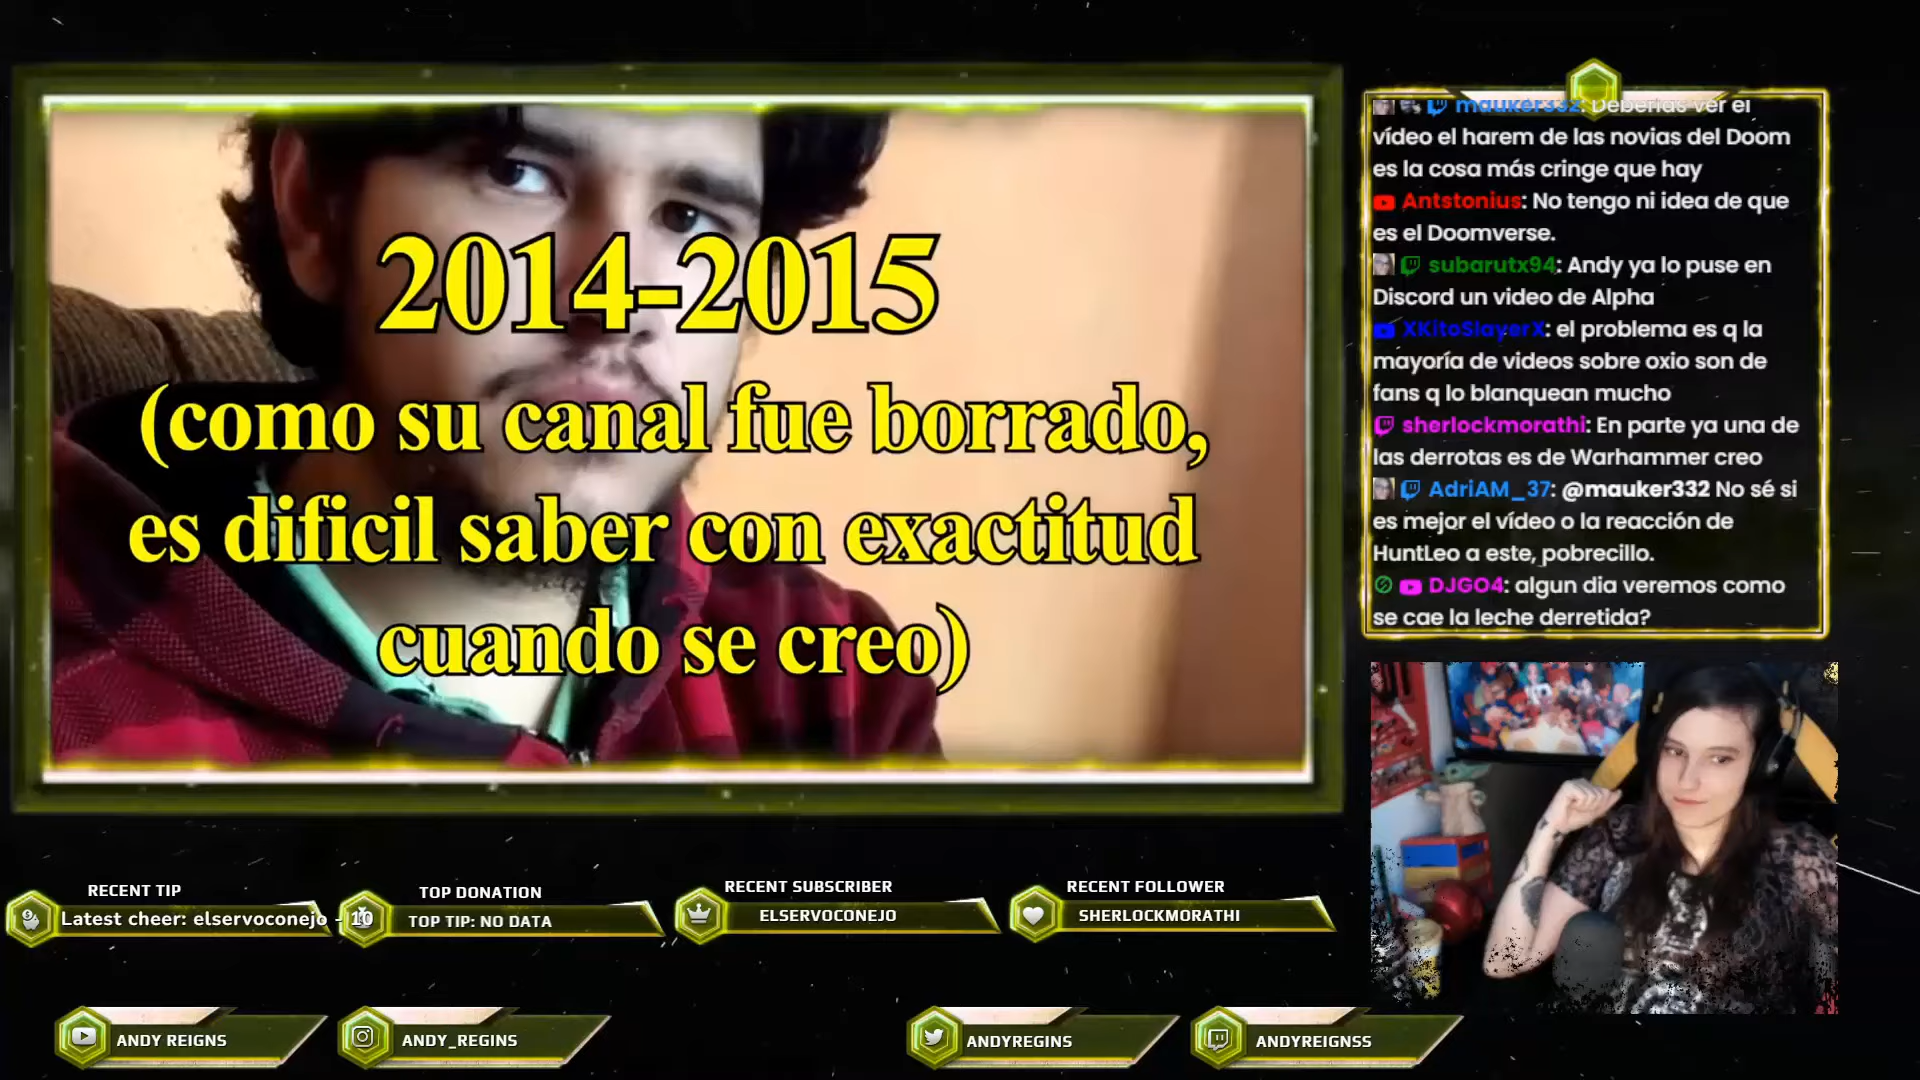 2014-2015
(como su canal fue borrado,
es dificil saber con exactitud
cuando se creo)
mauker332: Deberías ver el
vídeo el harem de las novias del Doom
es la cosa más cringe que hay
Antstonius: No tengo ni idea de que
es el Doomverse.
subarutx94: Andy ya lo puse en
Discord un video de Alpha
XKitoSlayerX: el problema es q la
mayoría de videos sobre oxio son de
fans q lo blanquean mucho
sherlockmorathi: En parte ya una de
las derrotas es de Warhammer creo
AdriAM_37: @mauker332 No sé si
es mejor el vídeo o la reacción de
HuntLeo a este, pobrecillo.
DJGO4: algun dia veremos como
se cae la leche derretida?
RECENT TIP
Latest cheer: elservoconejo - 10
TOP DONATION
TOP TIP: NO DATA
RECENT SUBSCRIBER
ELSERVOCONEJO
RECENT FOLLOWER
SHERLOCKMORATHI
ANDY REIGNS
ANDY_REGINS
ANDYREGINS
ANDYREIGNSS